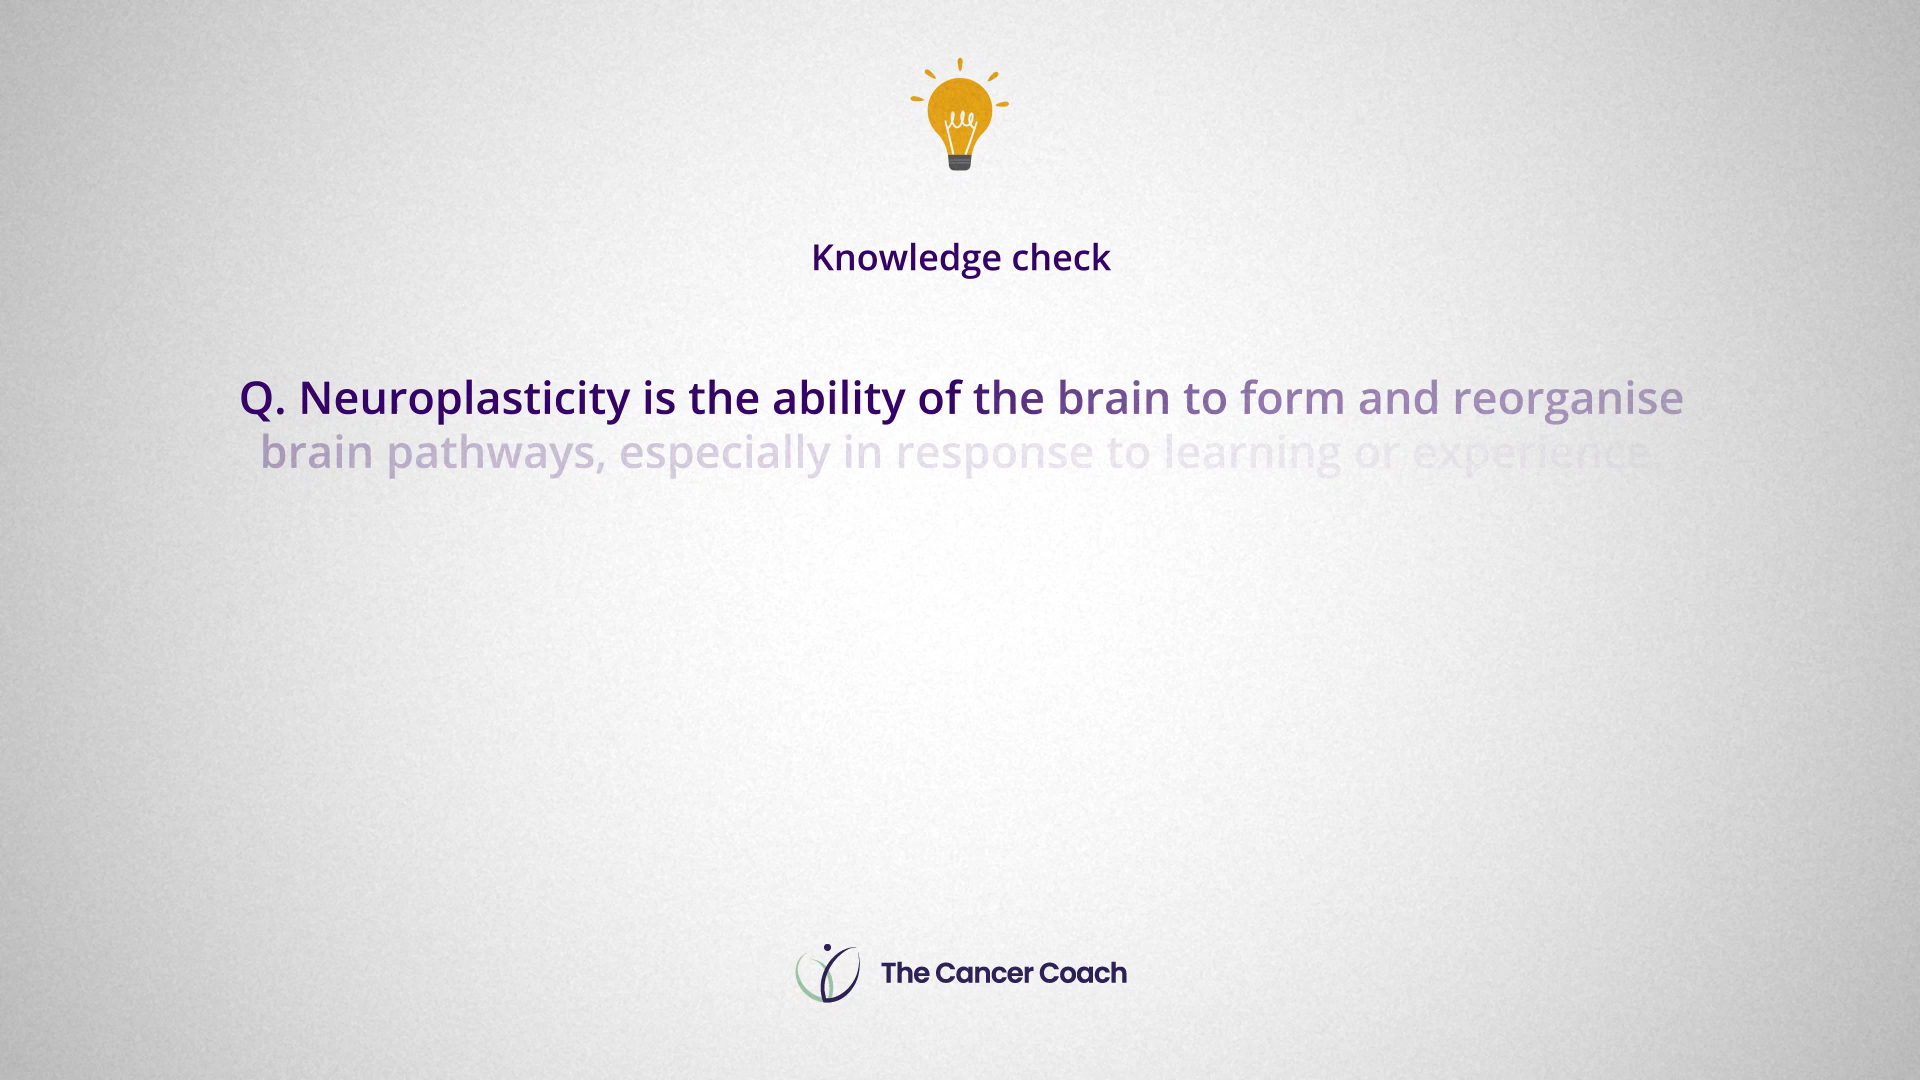 Knowledge check
Q. Neuroplasticity is the ability of the brain to form and reorganise
brain pathways, especially in response to learning or experience
The Cancer Coach